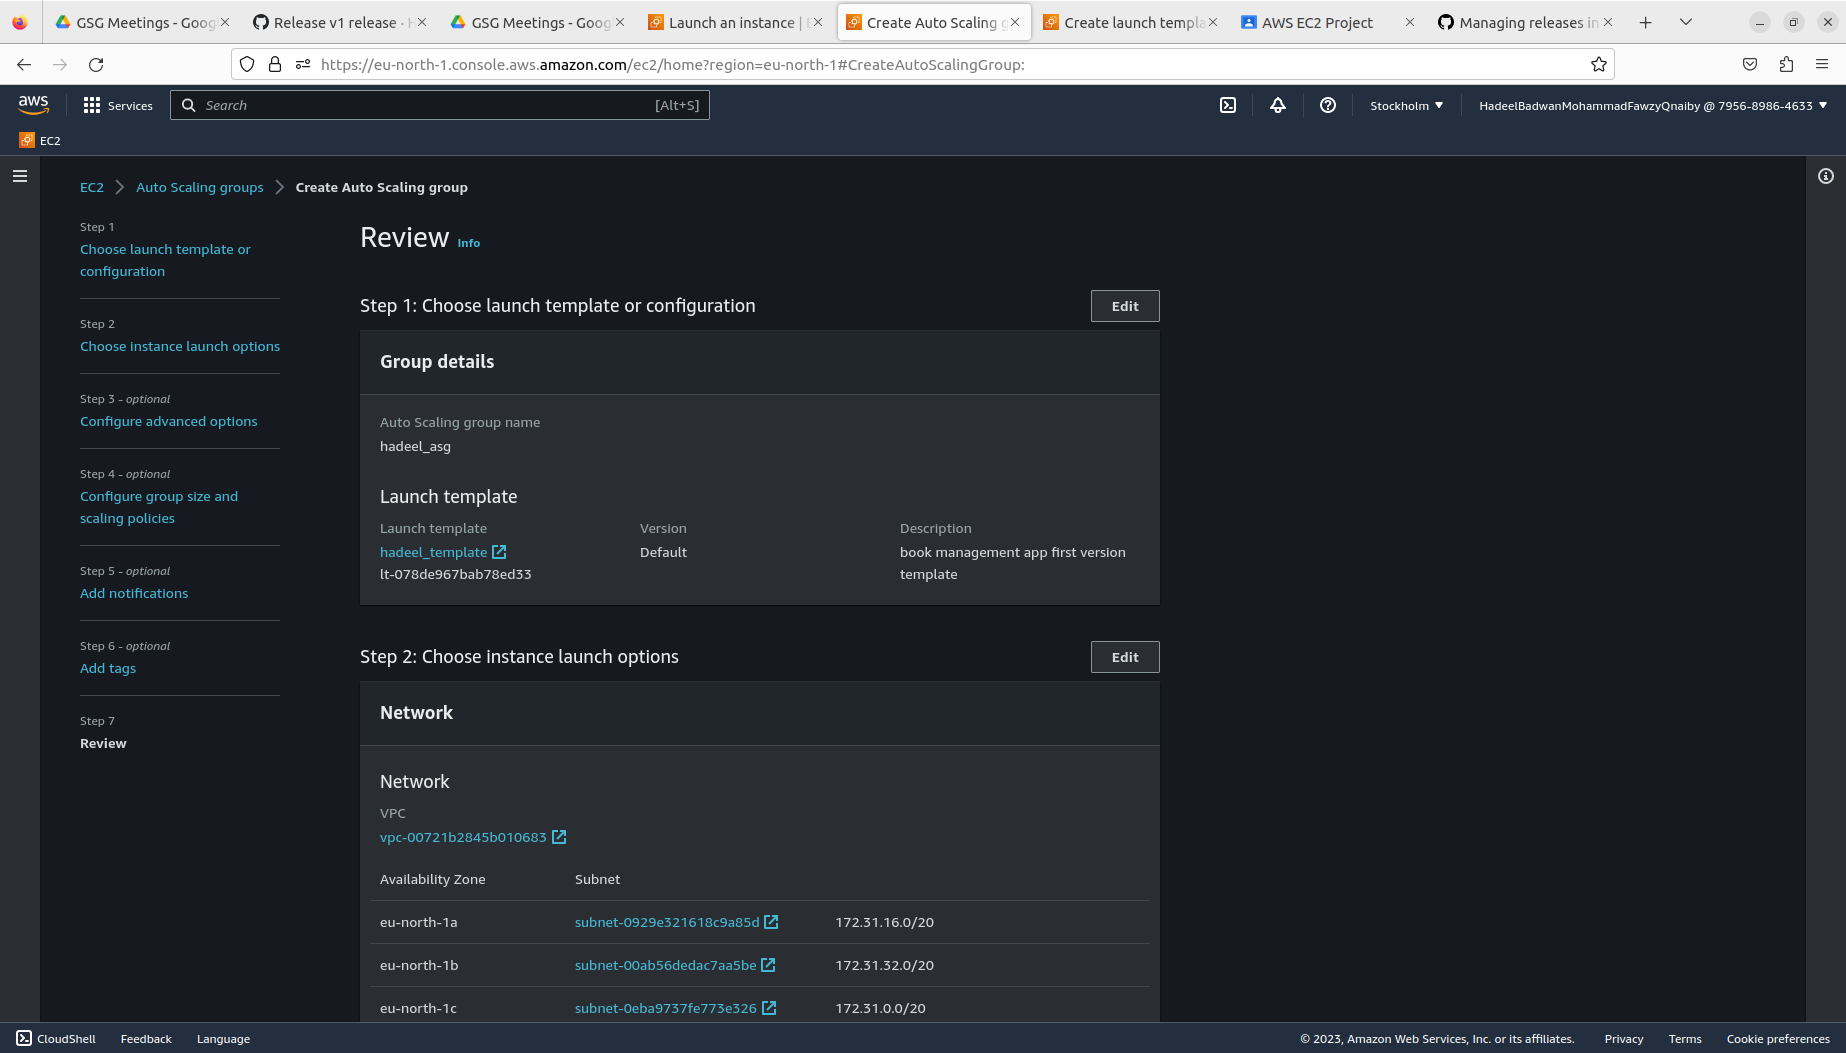 GSG Meetings - Goog
Release v1 release · H
GSG Meetings - Goog
Launch an instance | E
Create Auto Scaling g
Create launch templa
AWS EC2 Project
Managing releases in
https://eu-north-1.console.aws.amazon.com/ec2/home?region=eu-north-1#CreateAutoScalingGroup:
aws
Services
Search
[Alt+S]
Stockholm
HadeelBadwanMohammadFawzyQnaiby @ 7956-8986-4633
EC2
EC2 > Auto Scaling groups > Create Auto Scaling group
Step 1
Choose launch template or
configuration
Step 2
Choose instance launch options
Step 3 - optional
Configure advanced options
Step 4 - optional
Configure group size and
scaling policies
Step 5 - optional
Add notifications
Step 6 - optional
Add tags
Step 7
Review
Review Info
Step 1: Choose launch template or configuration
Edit
Group details
Auto Scaling group name
hadeel_asg
Launch template
Launch template Version Description
hadeel_template Default book management app first version
lt-078de967bab78ed33 template
Step 2: Choose instance launch options
Edit
Network
Network
VPC
vpc-00721b2845b010683
Availability Zone Subnet
eu-north-1a subnet-0929e321618c9a85d 172.31.16.0/20
eu-north-1b subnet-00ab56dedac7aa5be 172.31.32.0/20
eu-north-1c subnet-0eba9737fe773e326 172.31.0.0/20
CloudShell Feedback Language © 2023, Amazon Web Services, Inc. or its affiliates. Privacy Terms Cookie preferences